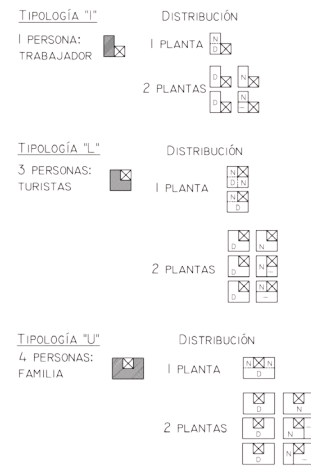 TIPOLOGÍA "I"
DISTRIBUCIÓN
1 PERSONA:
TRABAJADOR
1 PLANTA
N
D
2 PLANTAS
D N
D N
-
TIPOLOGÍA "L"
DISTRIBUCIÓN
3 PERSONAS:
TURISTAS
1 PLANTA
N
D N
N
D
2 PLANTAS
D N
D N -
D N
-
TIPOLOGÍA "U"
DISTRIBUCIÓN
4 PERSONAS:
FAMILIA
1 PLANTA
N N
D
2 PLANTAS
D N
D N -
D N -